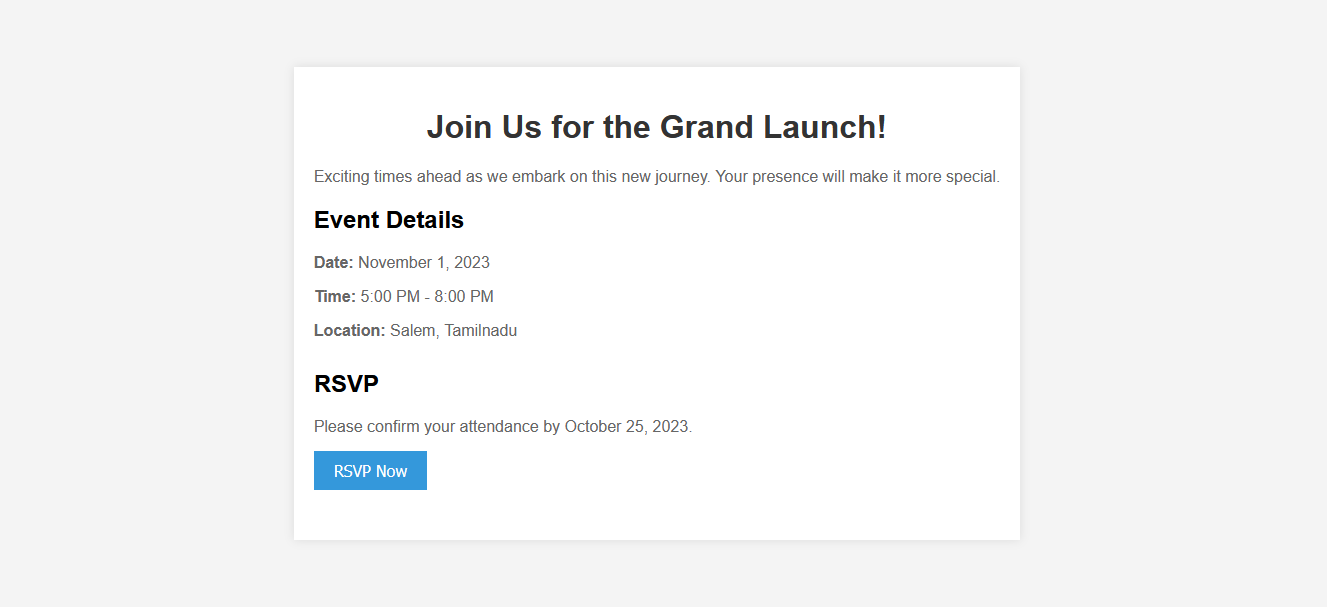 Join Us for the Grand Launch!
Exciting times ahead as we embark on this new journey. Your presence will make it more special.
Event Details
Date: November 1, 2023
Time: 5:00 PM - 8:00 PM
Location: Salem, Tamilnadu
RSVP
Please confirm your attendance by October 25, 2023.
RSVP Now